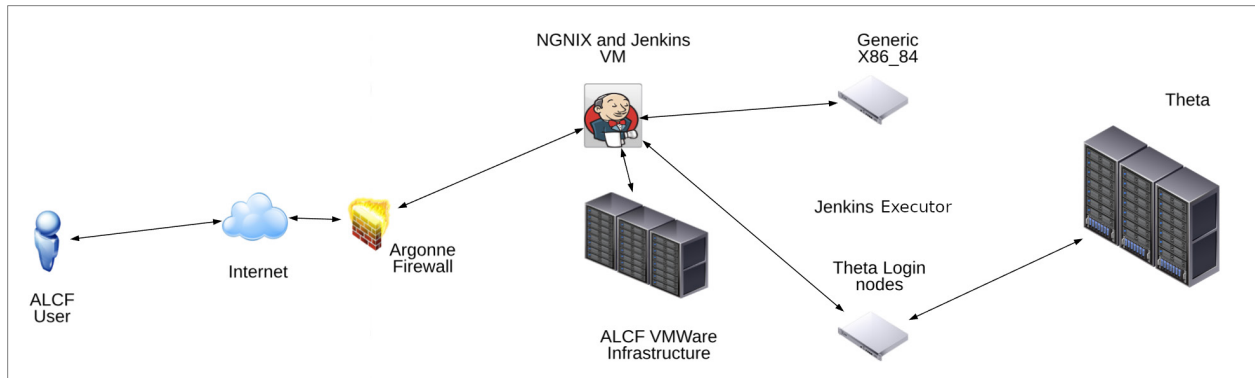 NGNIX and Jenkins
VM
Generic
X86_84
Theta
Jenkins Executor
Argonne
Firewall
Internet
Theta Login
nodes
ALCF
User
ALCF VMWare
Infrastructure